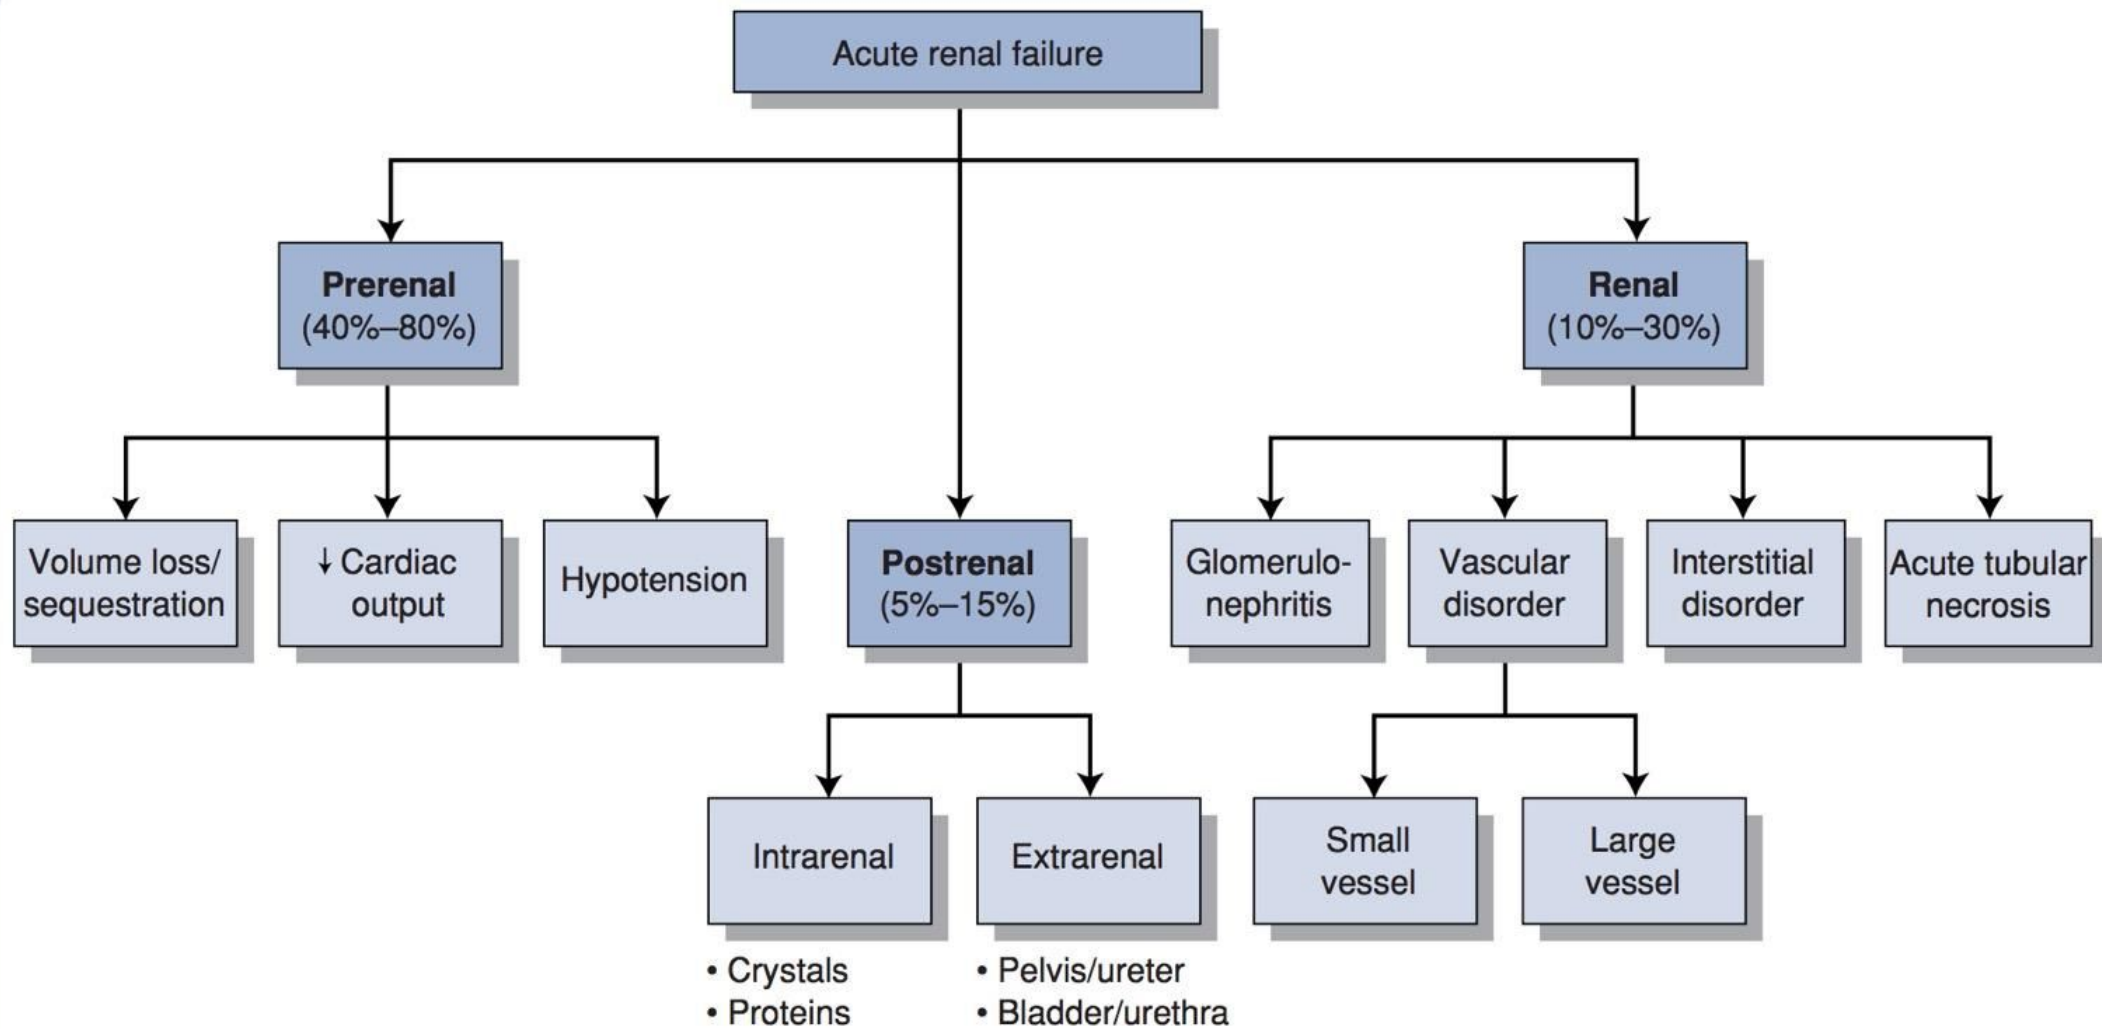 Acute renal failure
Prerenal
(40%–80%)
Renal
(10%–30%)
Volume loss/
sequestration
↓ Cardiac
output
Hypotension
Postrenal
(5%–15%)
Glomerulo-
nephritis
Vascular
disorder
Interstitial
disorder
Acute tubular
necrosis
Intrarenal
Extrarenal
Small
vessel
Large
vessel
• Crystals
• Proteins
• Pelvis/ureter
• Bladder/urethra